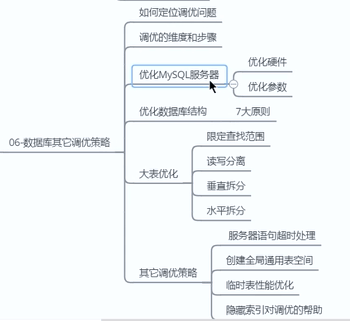 如何定位调优问题
调优的维度和步骤
优化MySQL服务器
优化硬件
优化参数
优化数据库结构
7大原则
06-数据库其它调优策略
大表优化
限定查找范围
读写分离
垂直拆分
水平拆分
其它调优策略
服务器语句超时处理
创建全局通用表空间
临时表性能优化
隐藏索引对调优的帮助